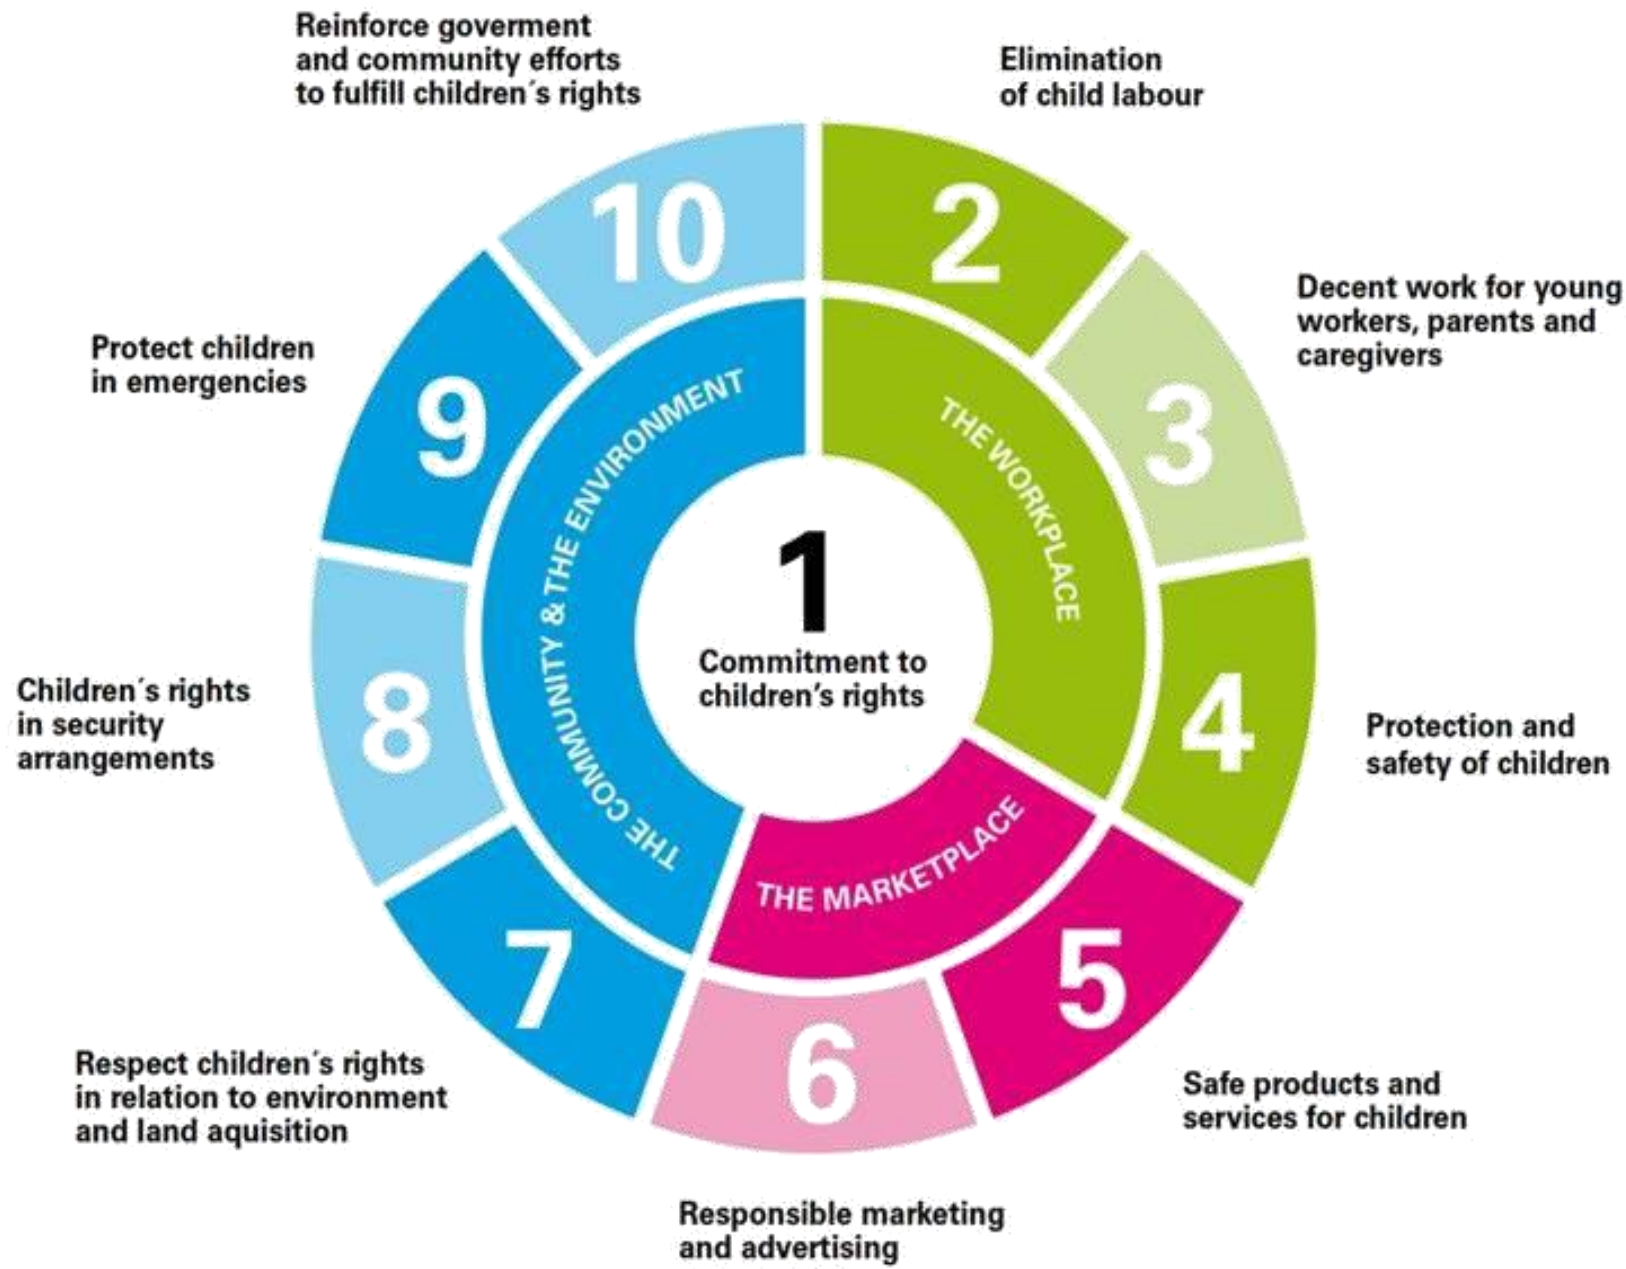 Reinforce goverment
and community efforts
to fulfill children´s rights
Elimination
of child labour
10
2
Decent work for young
workers, parents and
caregivers
Protect children
in emergencies
9
3
THE COMMUNITY & THE ENVIRONMENT
THE WORKPLACE
1
Commitment to
children's rights
Children´s rights
in security
arrangements
8
4
Protection and
safety of children
THE MARKETPLACE
7
5
6
Respect children´s rights
in relation to environment
and land aquisition
Safe products and
services for children
Responsible marketing
and advertising